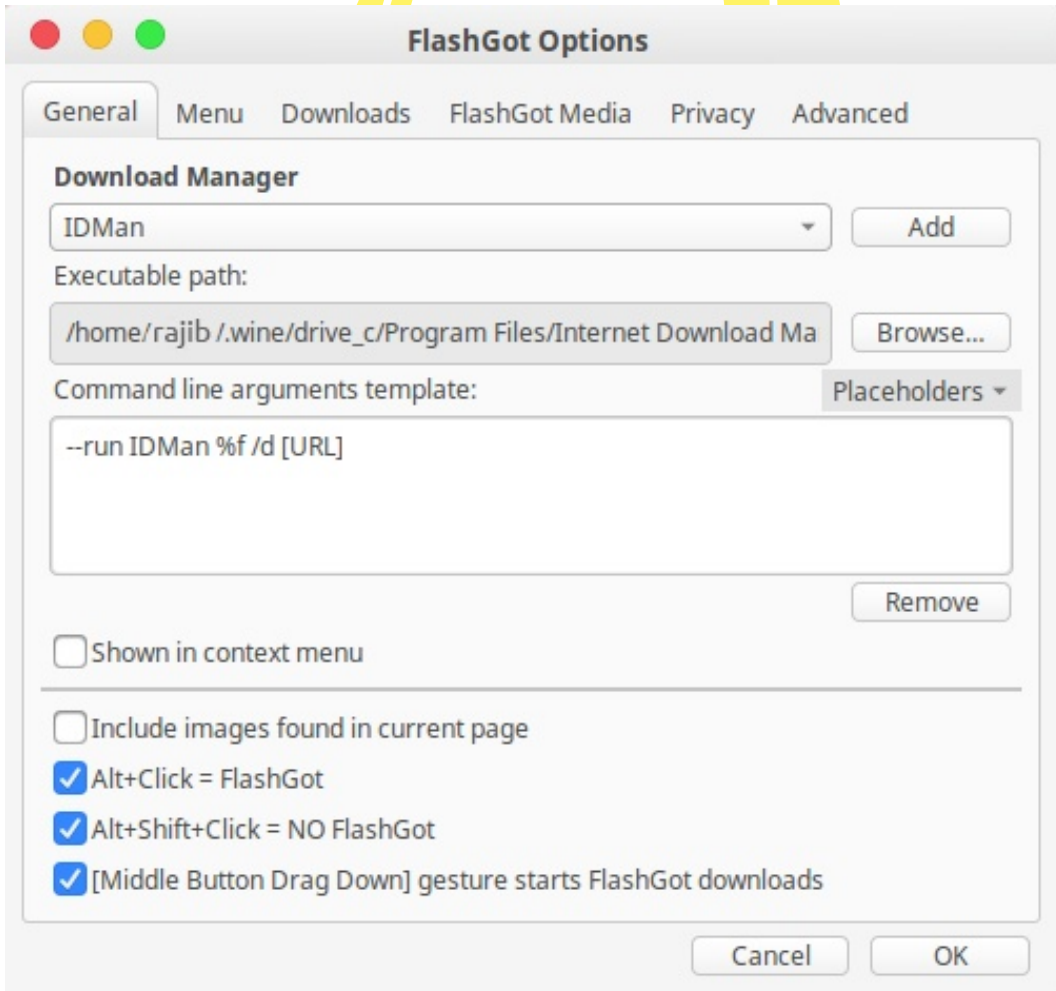 FlashGot Options
General Menu Downloads FlashGot Media Privacy Advanced
Download Manager
IDMan Add
Executable path:
/home/rajib /.wine/drive_c/Program Files/Internet Download Ma Browse...
Command line arguments template: Placeholders
--run IDMan %f /d [URL]
Remove
Shown in context menu
Include images found in current page
Alt+Click = FlashGot
Alt+Shift+Click = NO FlashGot
[Middle Button Drag Down] gesture starts FlashGot downloads
Cancel OK